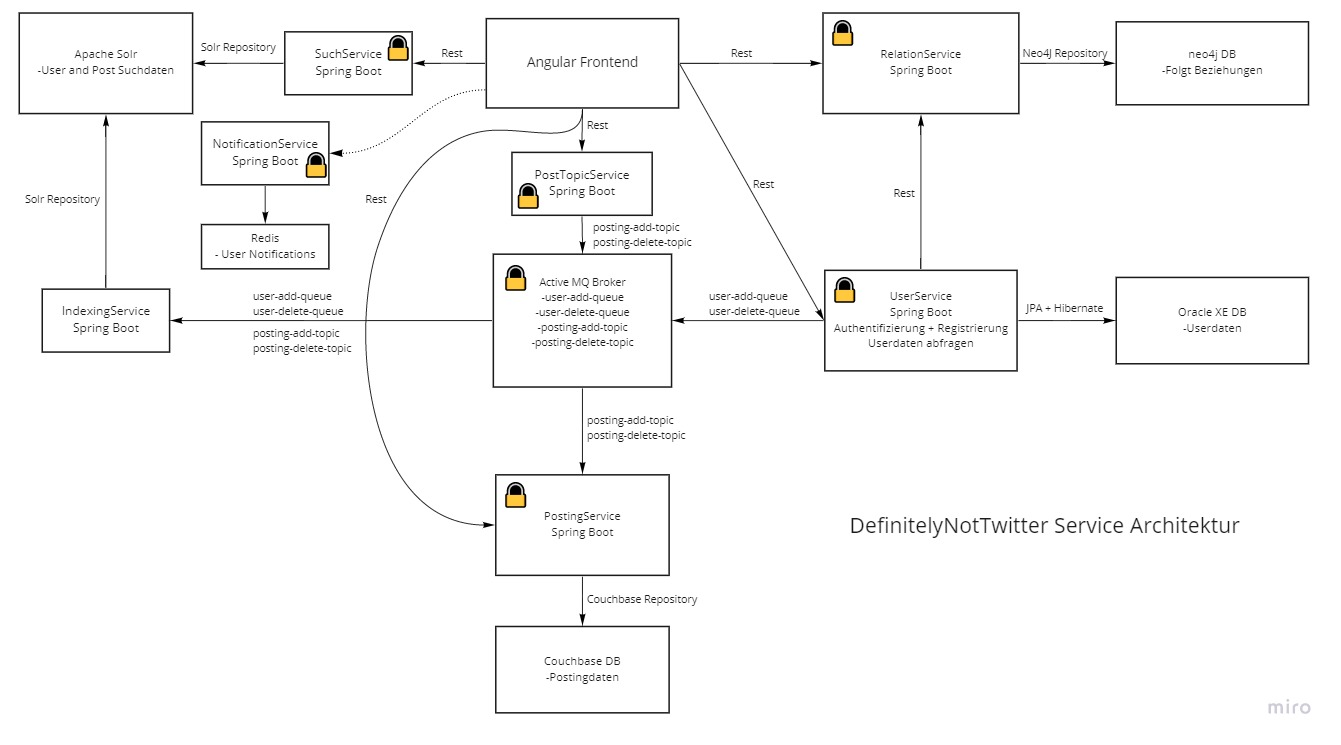 Apache Solr
-User and Post Suchdaten
Solr Repository
SuchService
Spring Boot
Rest
Angular Frontend
Rest
RelationService
Spring Boot
Neo4J Repository
neo4j DB
-Folgt Beziehungen
NotificationService
Spring Boot
Rest
PostTopicService
Spring Boot
Rest
Rest
Rest
Solr Repository
Redis
- User Notifications
posting-add-topic
posting-delete-topic
IndexingService
Spring Boot
user-add-queue
user-delete-queue
posting-add-topic
posting-delete-topic
Active MQ Broker
-user-add-queue
-user-delete-queue
-posting-add-topic
-posting-delete-topic
user-add-queue
user-delete-queue
UserService
Spring Boot
Authentifizierung + Registrierung
Userdaten abfragen
JPA + Hibernate
Oracle XE DB
-Userdaten
posting-add-topic
posting-delete-topic
PostingService
Spring Boot
DefinitelyNotTwitter Service Architektur
Couchbase Repository
Couchbase DB
-Postingdaten
miro